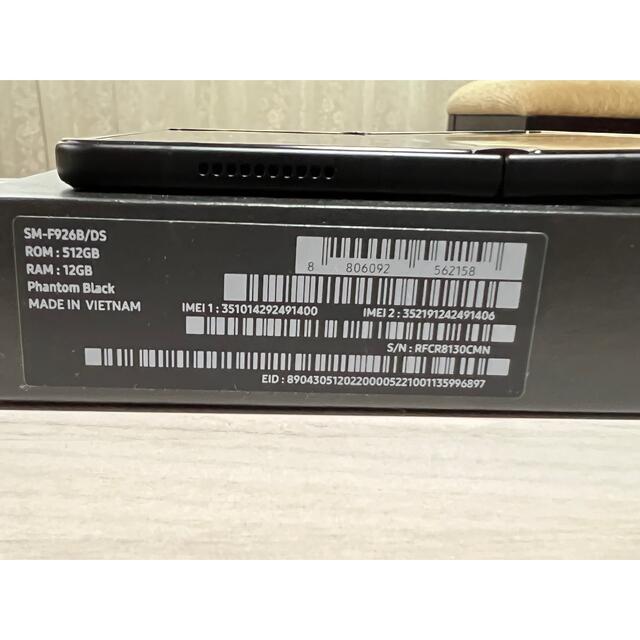 SM-F926B/DS
ROM : 512GB
RAM : 12GB
Phantom Black
MADE IN VIETNAM
8 806092 562158
IMEI 1 : 351014292491400 IMEI 2 : 352191242491406
S/N : RFCR8130CMN
EID : 89043051202200005221001135996897